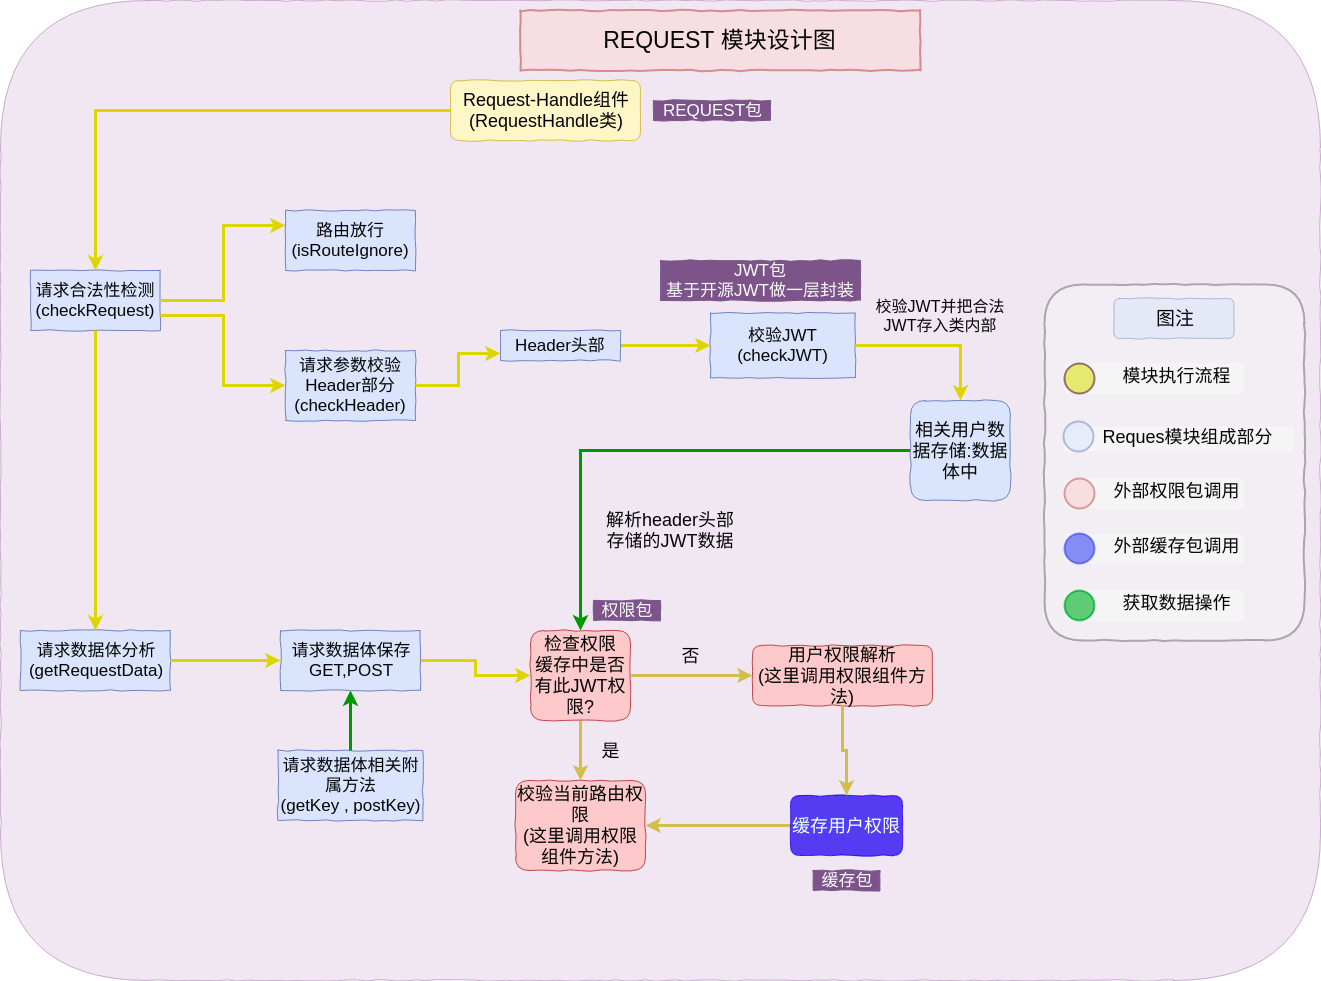 REQUEST 模块设计图
Request-Handle组件
(RequestHandle类)
REQUEST包
路由放行
(isRouteIgnore)
请求合法性检测
(checkRequest)
请求参数校验
Header部分
(checkHeader)
Header头部
JWT包
基于开源JWT做一层封装
校验JWT
(checkJWT)
校验JWT并把合法
JWT存入类内部
相关用户数
据存储:数据
体中
解析header头部
存储的JWT数据
权限包
请求数据体分析
(getRequestData)
请求数据体保存
GET,POST
请求数据体相关附
属方法
(getKey , postKey)
检查权限
缓存中是否
有此JWT权
限?
否
是
用户权限解析
(这里调用权限组件方
法)
校验当前路由权
限
(这里调用权限
组件方法)
缓存用户权限
缓存包
图注
模块执行流程
Reques模块组成部分
外部权限包调用
外部缓存包调用
获取数据操作